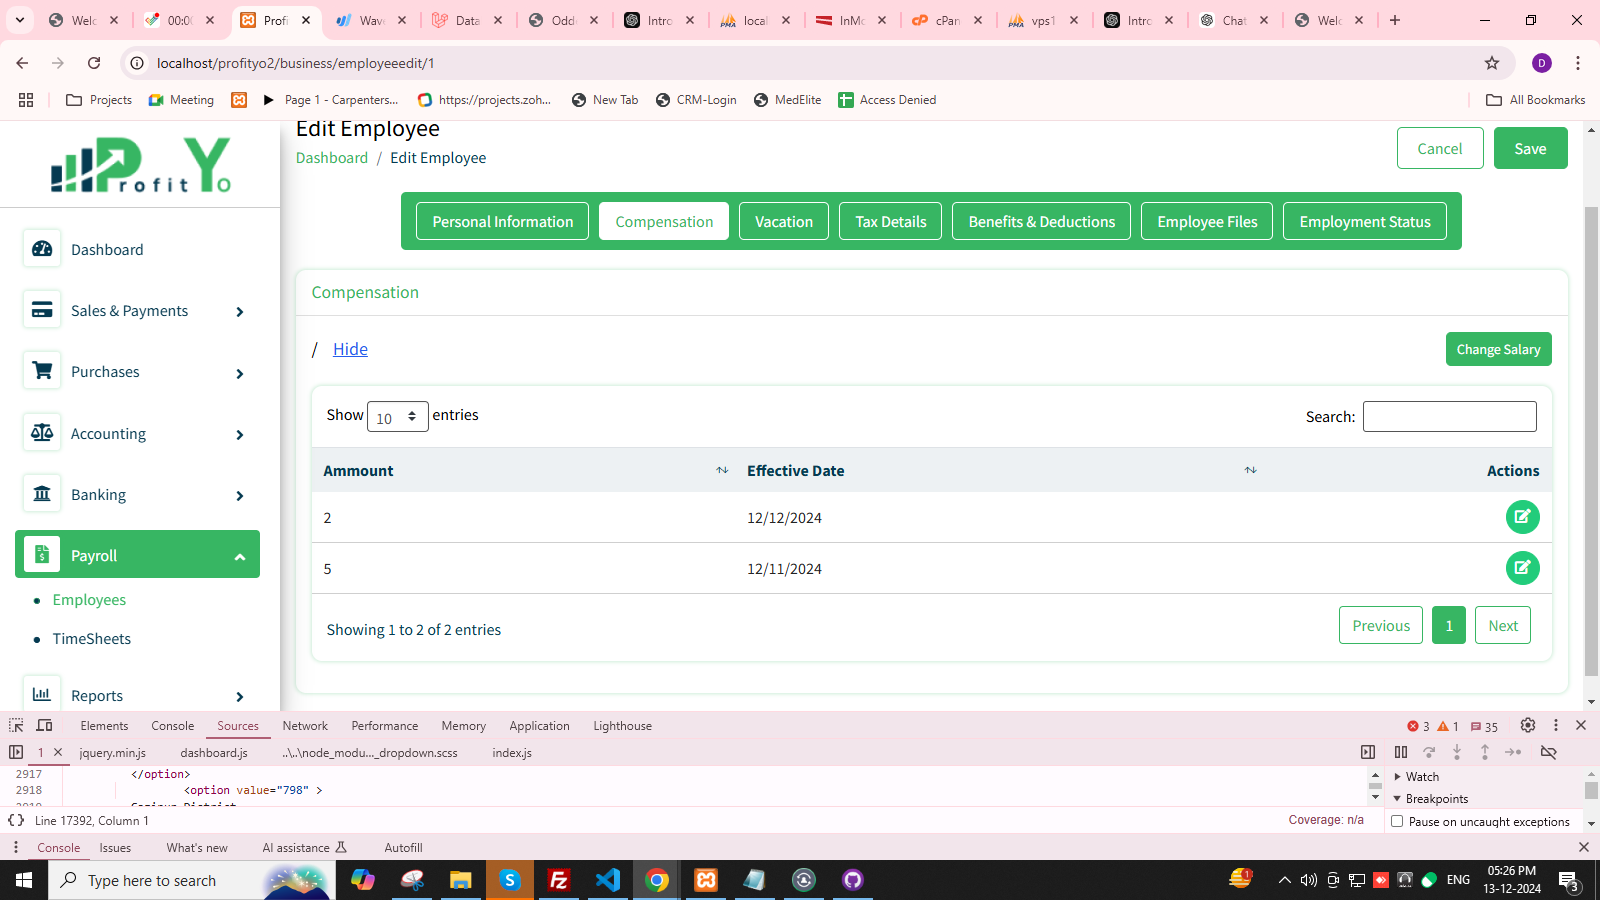 Welc
00:00
Profi
Wave
Data
Odd
Intro
local
InMo
cPan
vps1
Intro
Chat
Welc
localhost/profityo2/business/employeeedit/1
D
Projects
Meeting
Page 1 - Carpenters...
https://projects.zoh...
New Tab
CRM-Login
MedElite
Access Denied
All Bookmarks
Profit Yo
Edit Employee
Dashboard / Edit Employee
Cancel
Save
Personal Information
Compensation
Vacation
Tax Details
Benefits & Deductions
Employee Files
Employment Status
Dashboard
Sales & Payments
Purchases
Accounting
Banking
Payroll
Employees
TimeSheets
Reports
Compensation
/ Hide
Change Salary
Show 10 entries
Search:
Ammount Effective Date Actions
2 12/12/2024
5 12/11/2024
Showing 1 to 2 of 2 entries
Previous 1 Next
Elements Console Sources Network Performance Memory Application Lighthouse
3 1 35
1 jquery.min.js dashboard.js ..\..\node_modu..._dropdown.scss index.js
2917 </option>
2918 <option value="798" >
Watch
Breakpoints
Pause on uncaught exceptions
{} Line 17392, Column 1
Coverage: n/a
Console Issues What's new AI assistance Autofill
Type here to search
ENG
05:26 PM
13-12-2024
3